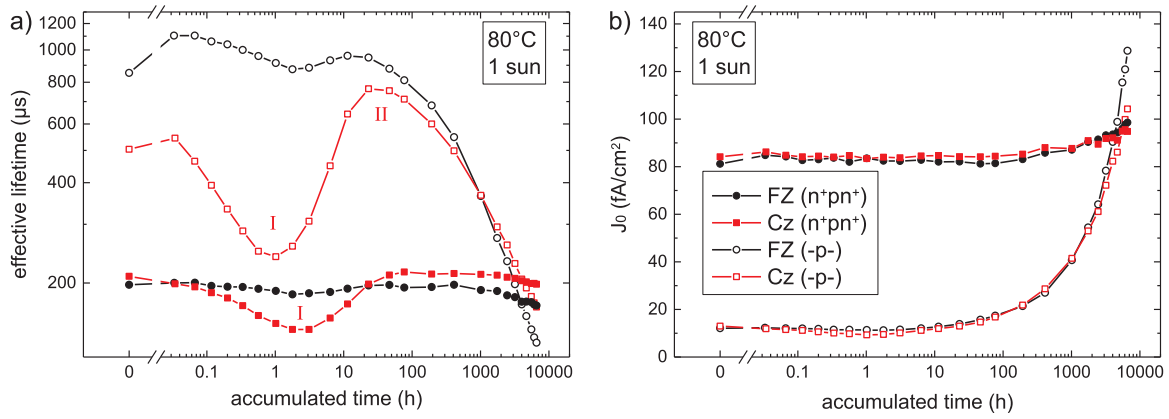 a)
80°C
1 sun
1200
1000
800
600
400
200
effective lifetime (µs)
I
II
I
0
0.1
1
10
100
1000
10000
accumulated time (h)
b)
80°C
1 sun
140
120
100
80
60
40
20
0
J₀ (fA/cm²)
FZ (n⁺pn⁺)
Cz (n⁺pn⁺)
FZ (-p-)
Cz (-p-)
0
0.1
1
10
100
1000
10000
accumulated time (h)